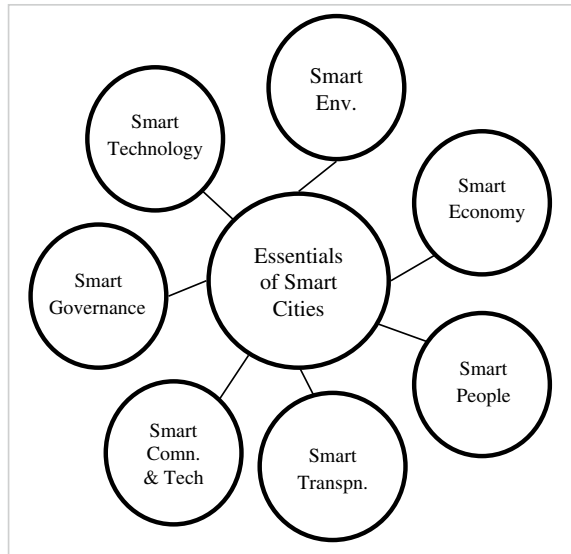 Smart
Env.
Smart
Technology
Smart
Economy
Essentials
of Smart
Cities
Smart
Governance
Smart
People
Smart
Comn.
& Tech
Smart
Transpn.